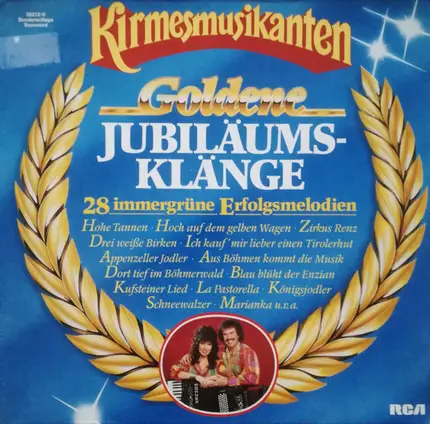 Sonderauflage
Kirmesmusikanten
Goldene
JUBILÄUMS-
KLÄNGE
28 immergrüne Erfolgsmelodien
Hohe Tannen · Hoch auf dem gelben Wagen · Zirkus Renz
Drei weiße Birken · Ich kauf' mir lieber einen Tirolerhut
Appenzeller Jodler · Aus Böhmen kommt die Musik
Dort tief im Böhmerwald · Blau blüht der Enzian
Kufsteiner Lied · La Pastorella · Königsjodler
Schneewalzer · Marianka u.v.a.
RCA